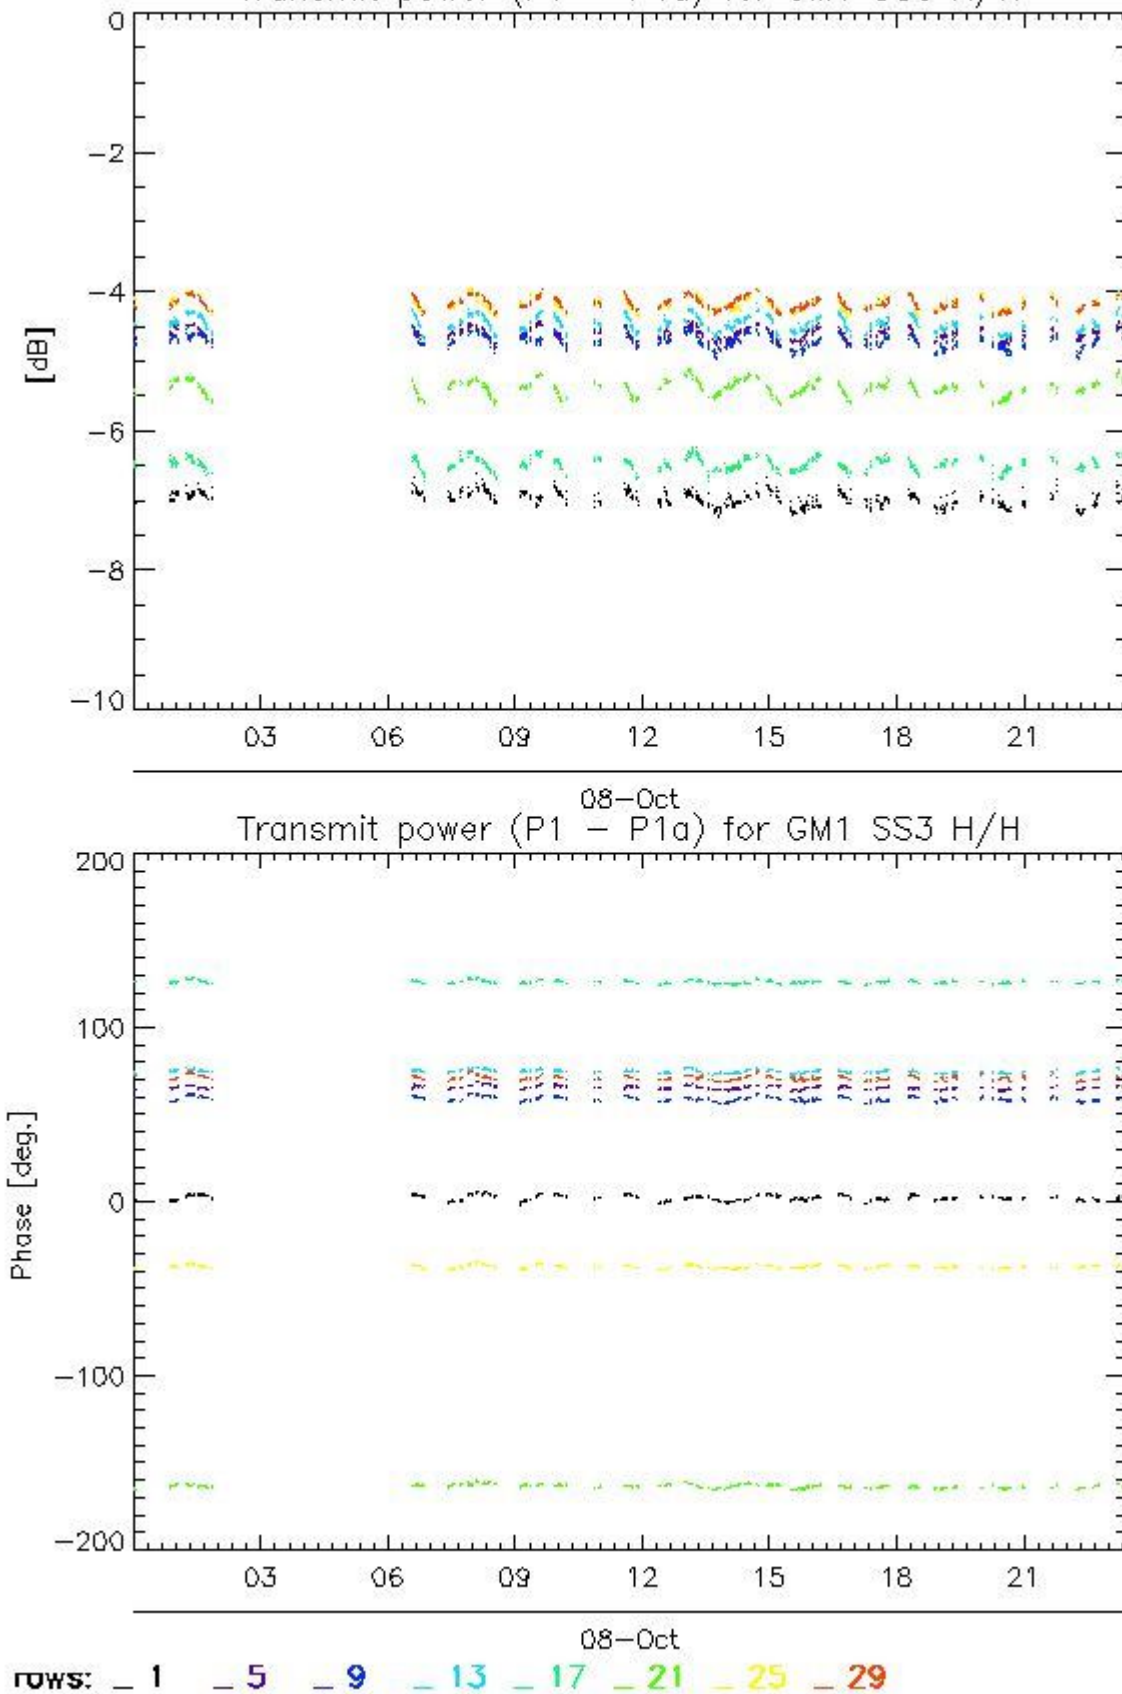 0
−2
−4
[dB]
−6
−8
−10
03 06 09 12 15 18 21
08−Oct
Transmit power (P1 − P1a) for GM1 SS3 H/H
200
100
0
Phase [deg.]
−100
−200
03 06 09 12 15 18 21
08−Oct
rows: _ 1 _ 5 _ 9 _ 13 _ 17 _ 21 _ 25 _ 29